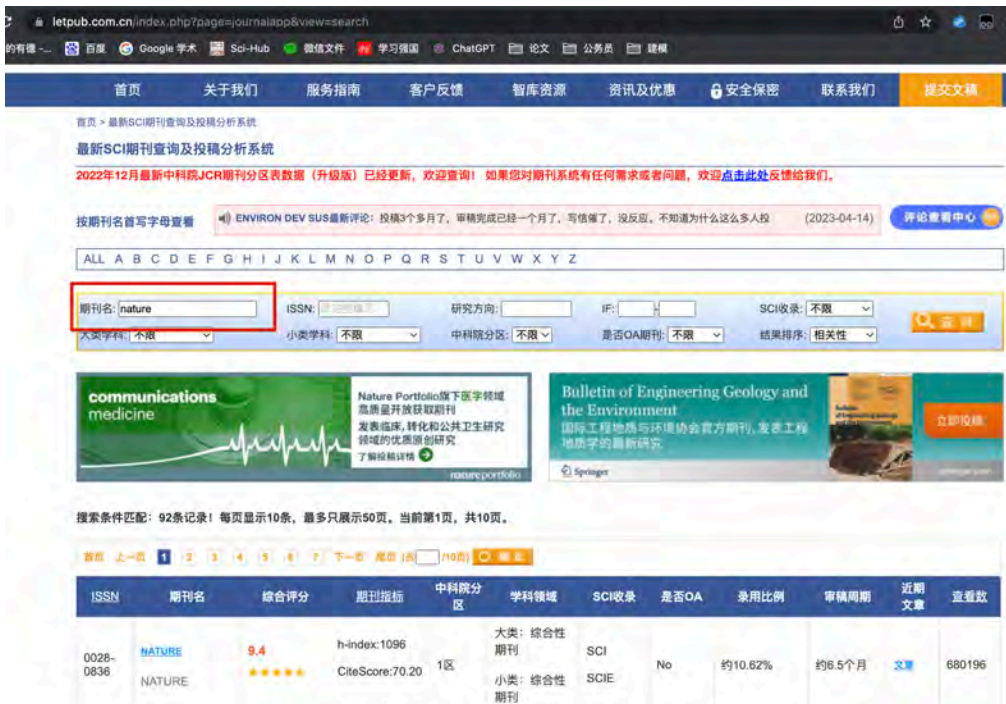 letpub.com.cn/index.php?page=journalapp&view=search
的有德 -... 百度 Google 学术 Sci-Hub 微信文件 学习强国 ChatGPT 论文 公务员 建模
首页 关于我们 服务指南 客户反馈 智库资源 资讯及优惠 安全保密 联系我们 提交文稿
首页 > 最新SCI期刊查询及投稿分析系统
最新SCI期刊查询及投稿分析系统
2022年12月最新中科院JCR期刊分区表数据（升级版）已经更新，欢迎查询！ 如果您对期刊系统有任何需求或者问题，欢迎点击此处反馈给我们。
按期刊名首写字母查看 ENVIRON DEV SUS最新评论：投稿3个多月了，审稿完成已经一个月了，写信催了，没反应。不知道为什么这么多人投 (2023-04-14) 评论查看中心
ALL A B C D E F G H I J K L M N O P Q R S T U V W X Y Z
期刊名: nature ISSN: 研究方向: IF: - SCI收录: 不限
大类学科: 不限 小类学科: 不限 中科院分区: 不限 是否OA期刊: 不限 结果排序: 相关性
查 询
communications
medicine
Nature Portfolio旗下医学领域
高质量开放获取期刊
发表临床，转化和公共卫生研究
领域的优质原创研究
了解投稿详情
nature portfolio
Bulletin of Engineering Geology and
the Environment
国际工程地质与环境协会官方期刊，发表工程
地质学的最新研究
Springer
立即投稿
搜索条件匹配：92条记录！每页显示10条，最多只展示50页。当前第1页，共10页。
首页 上一页 1 2 3 4 5 6 7 下一页 尾页 /10页)
ISSN 期刊名 综合评分 期刊指标 中科院分区 学科领域 SCI收录 是否OA 录用比例 审稿周期 近期文章 查看数
0028-0836
NATURE
NATURE
9.4
h-index:1096
CiteScore:70.20
1区
大类：综合性期刊
小类：综合性期刊
SCI
SCIE
No
约10.62%
约6.5个月
文章
680196